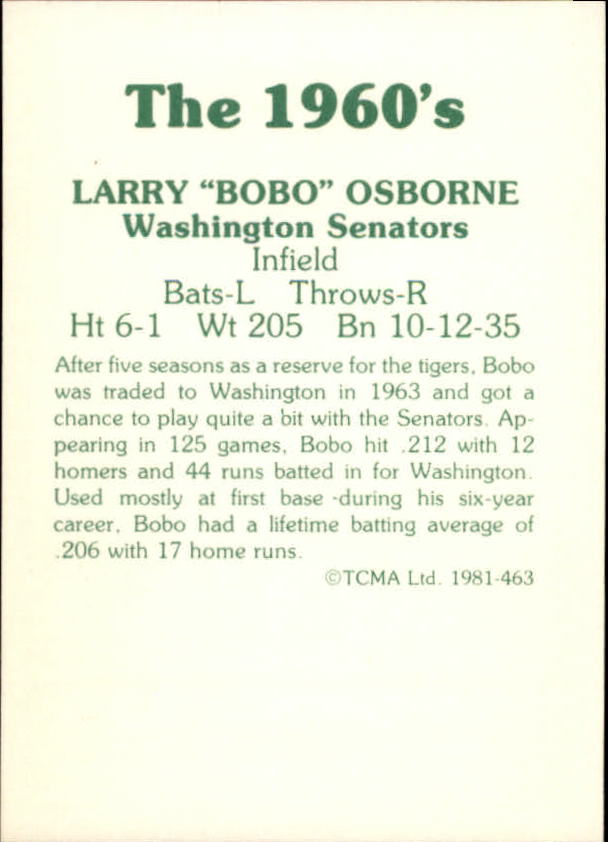 The 1960's
LARRY “BOBO” OSBORNE
Washington Senators
Infield
Bats-L Throws-R
Ht 6-1 Wt 205 Bn 10-12-35
After five seasons as a reserve for the tigers, Bobo
was traded to Washington in 1963 and got a
chance to play quite a bit with the Senators. Ap-
pearing in 125 games, Bobo hit .212 with 12
homers and 44 runs batted in for Washington.
Used mostly at first base -during his six-year
career, Bobo had a lifetime batting average of
.206 with 17 home runs.
©TCMA Ltd. 1981-463